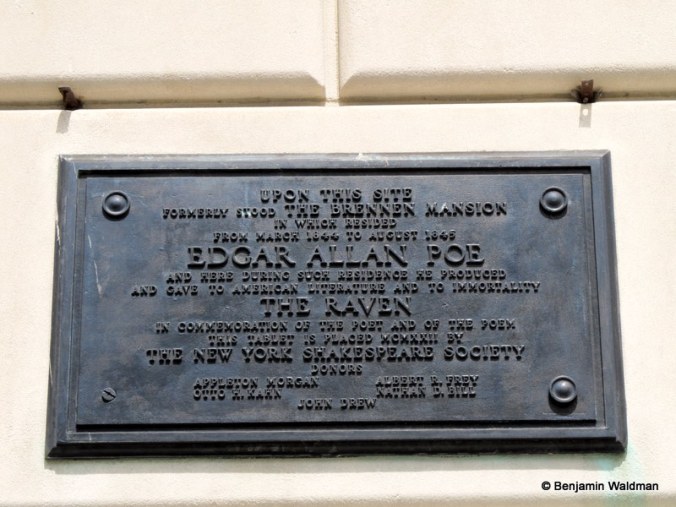 UPON THIS SITE
FORMERLY STOOD THE BRENNEN MANSION
IN WHICH RESIDED
FROM MARCH 1844 TO AUGUST 1845
EDGAR ALLAN POE
AND HERE DURING SUCH RESIDENCE HE PRODUCED
AND GAVE TO AMERICAN LITERATURE AND TO IMMORTALITY
THE RAVEN
IN COMMEMORATION OF THE POET AND OF THE POEM
THIS TABLET IS PLACED MCMXXII BY
THE NEW YORK SHAKESPEARE SOCIETY
DONORS
APPLETON MORGAN ALBERT R. FREY
OTTO H. KAHN NATHAN D. BILL
JOHN DREW
© Benjamin Waldman